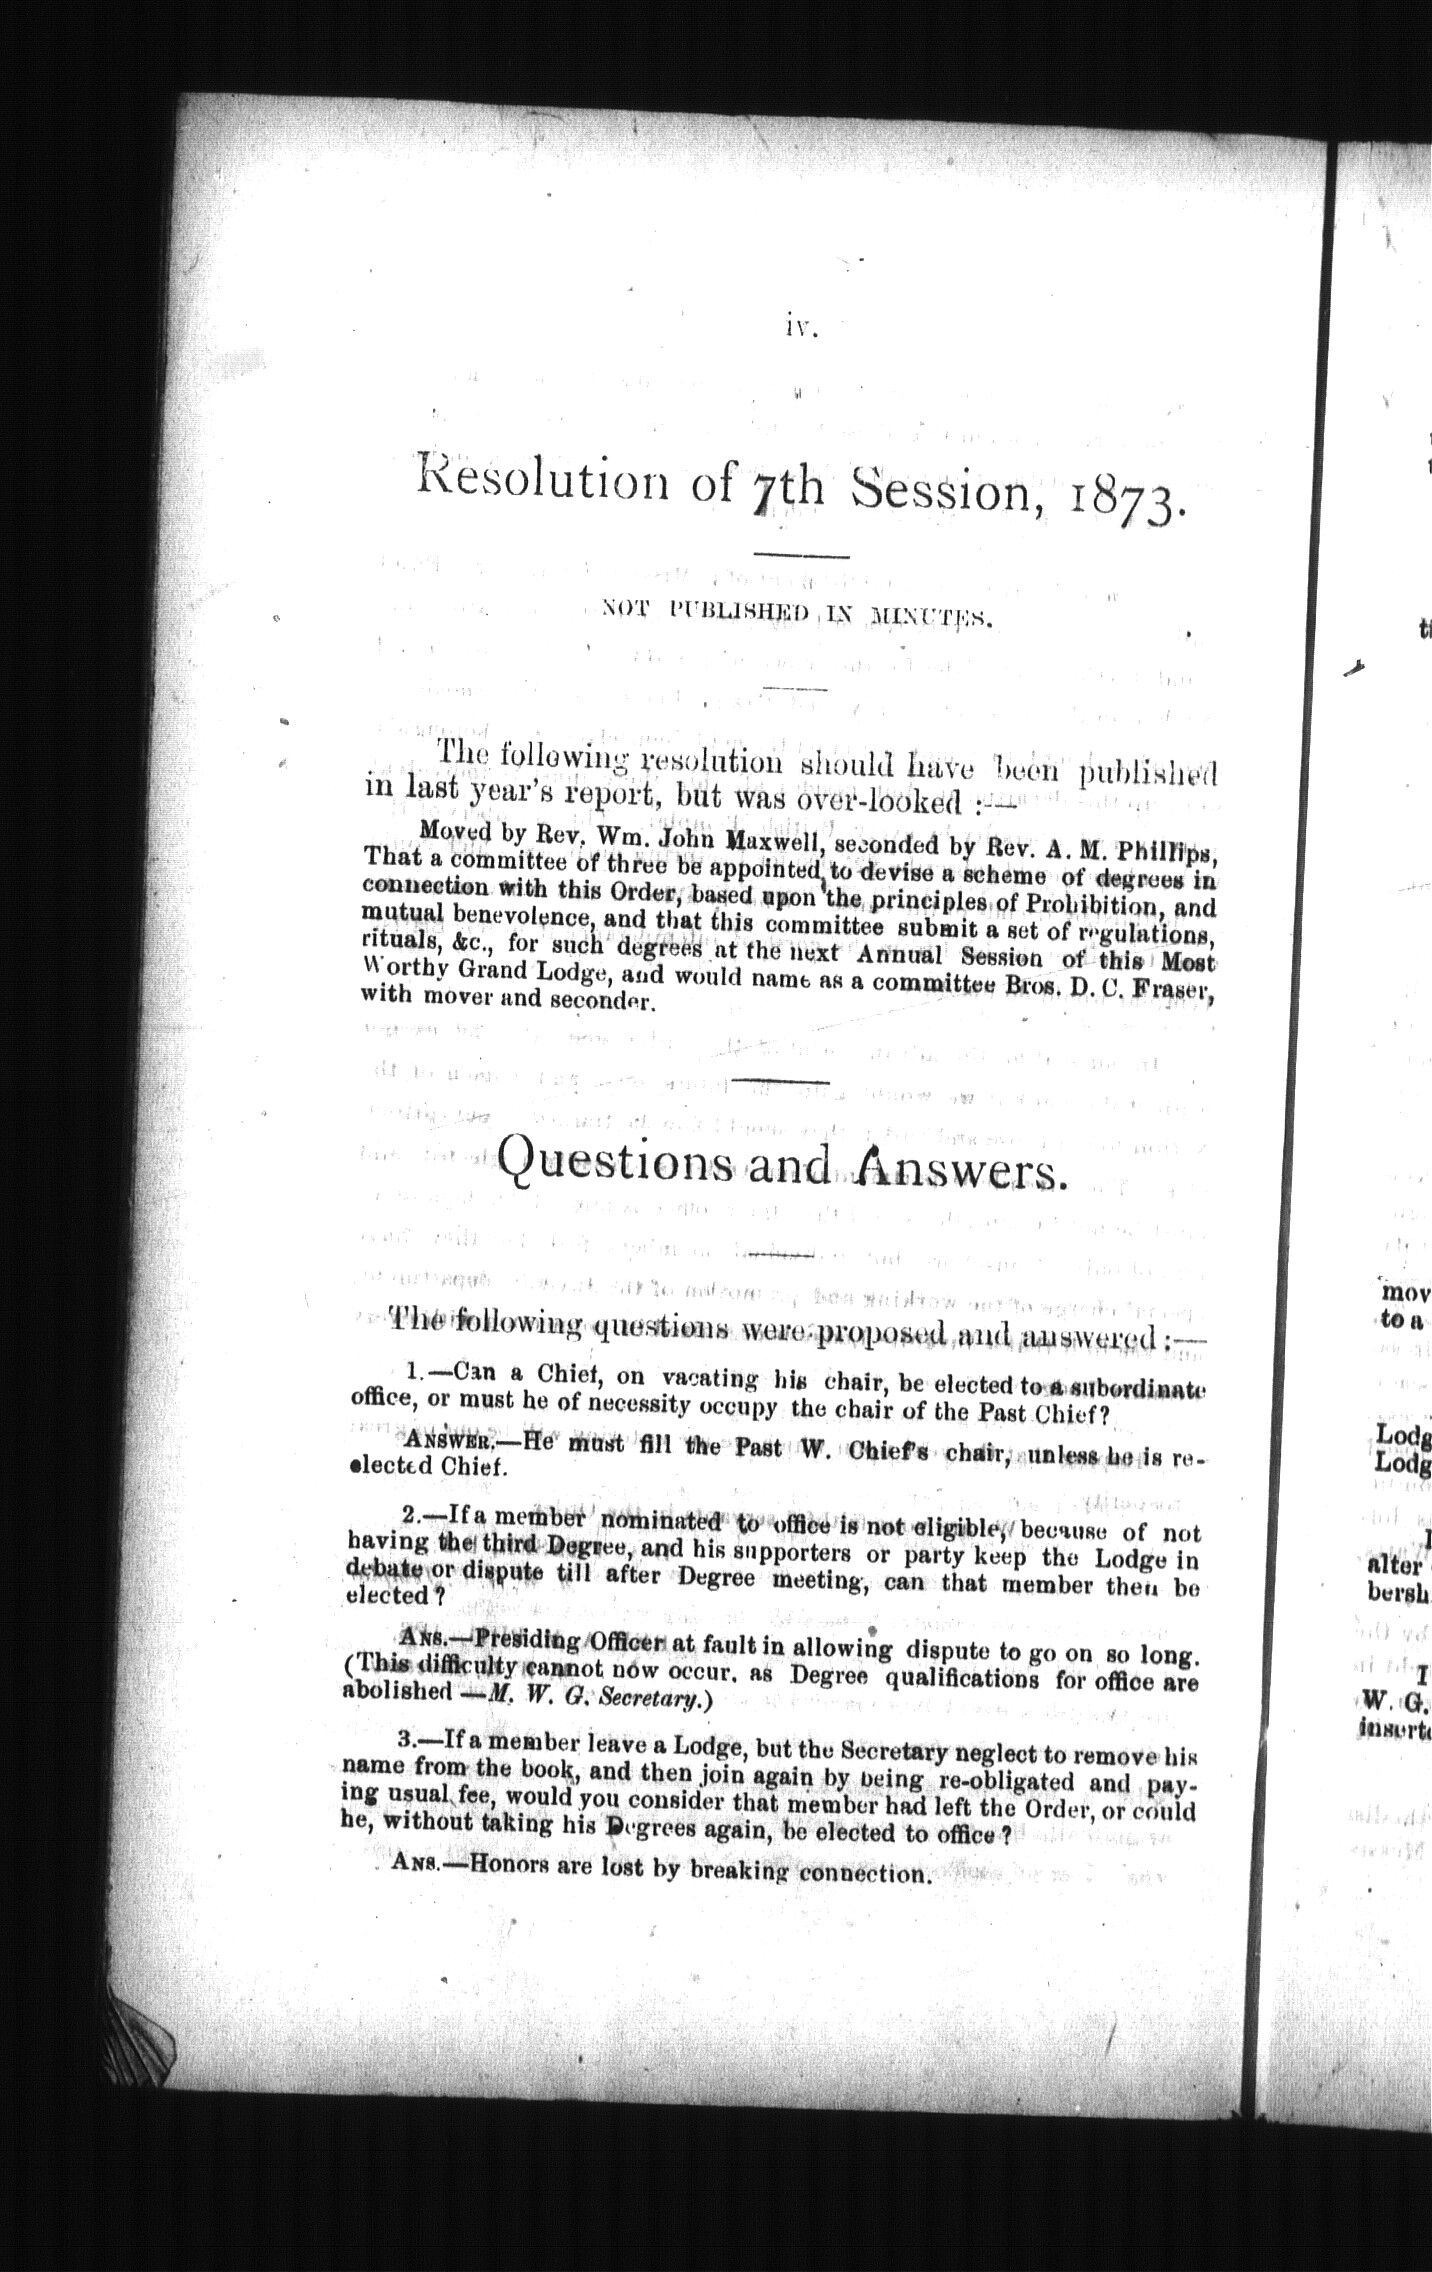 iv.
Resolution of 7th Session, 1873.
NOT PUBLISHED IN MINUTES.
The following resolution should have been published
in last year's report, but was over-looked :—
Moved by Rev. Wm. John Maxwell, seconded by Rev. A. M. Phillips,
That a committee of three be appointed to devise a scheme of degrees in
connection with this Order, based upon the principles of Prohibition, and
mutual benevolence, and that this committee submit a set of regulations,
rituals, &c., for such degrees at the next Annual Session of this Most
Worthy Grand Lodge, and would name as a committee Bros. D. C. Fraser,
with mover and seconder.
Questions and Answers.
The following questions were proposed and answered :—
1.—Can a Chief, on vacating his chair, be elected to a subordinate
office, or must he of necessity occupy the chair of the Past Chief?
ANSWER.—He must fill the Past W. Chief's chair, unless he is re-
elected Chief.
2.—If a member nominated to office is not eligible, because of not
having the third Degree, and his supporters or party keep the Lodge in
debate or dispute till after Degree meeting, can that member then be
elected?
ANS.—Presiding Officer at fault in allowing dispute to go on so long.
(This difficulty cannot now occur, as Degree qualifications for office are
abolished —M. W. G. Secretary.)
3.—If a member leave a Lodge, but the Secretary neglect to remove his
name from the book, and then join again by being re-obligated and pay-
ing usual fee, would you consider that member had left the Order, or could
he, without taking his Degrees again, be elected to office?
ANS.—Honors are lost by breaking connection.
mov
to a
Lodg
Lodg
alter
bersh
W. G.
inserte